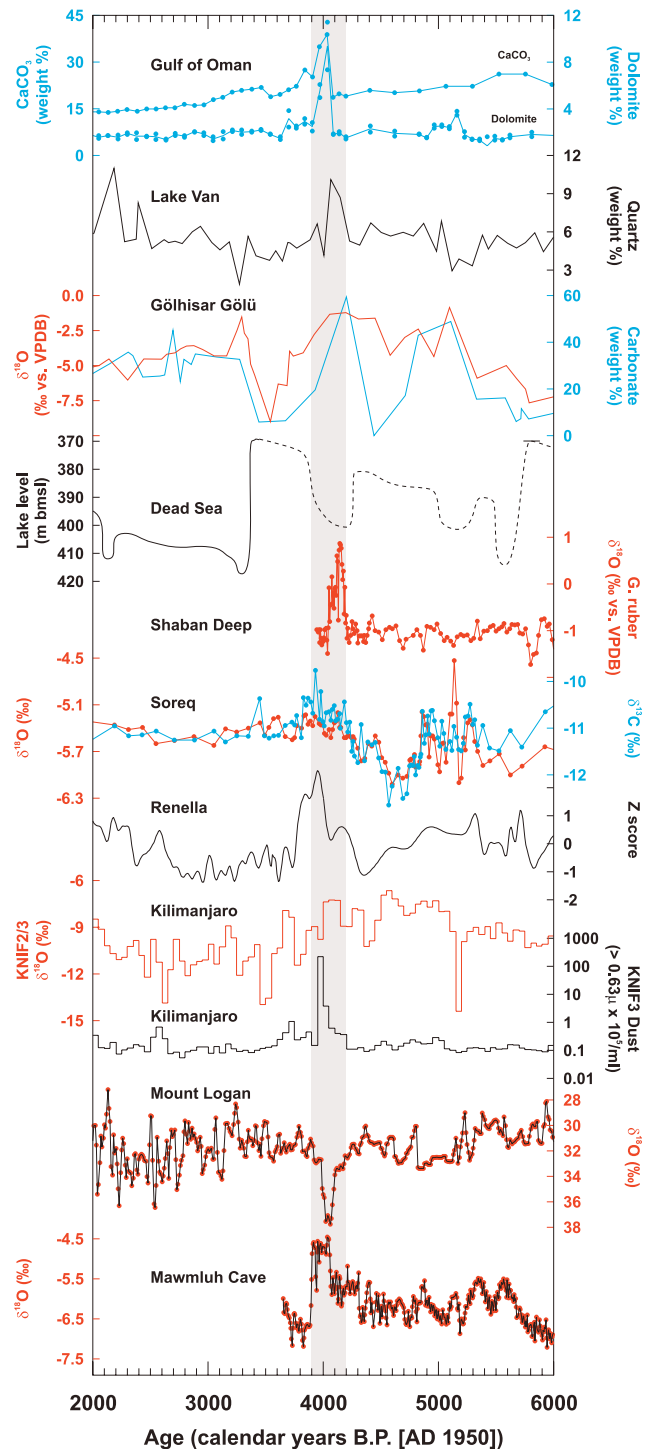 45
30
15
0
CaCO3
(weight %)
Gulf of Oman
CaCO3
Dolomite
12
8
4
0
Dolomite
(weight %)
Lake Van
12
9
6
3
Quartz
(weight %)
0.0
-2.5
-5.0
-7.5
δ18O
(‰ vs. VPDB)
Gölhisar Gölü
60
40
20
0
Carbonate
(weight %)
370
380
390
400
410
420
Lake level
(m bmsl)
Dead Sea
Shaban Deep
1
0
-1
G. ruber
δ18O (‰ vs. VPDB)
-4.5
-5.1
-5.7
-6.3
δ18O (‰)
Soreq
-10
-11
-12
δ13C
(‰)
Renella
1
0
-1
-2
Z score
-6
-9
-12
-15
KNIF2/3
δ18O (‰)
Kilimanjaro
Kilimanjaro
1000
100
10
1
0.1
0.01
KNIF3 Dust
(> 0.63μ x 10⁵/ml)
Mount Logan
28
30
32
34
36
38
δ18O (‰)
-4.5
-5.5
-6.5
-7.5
δ18O (‰)
Mawmluh Cave
2000 3000 4000 5000 6000
Age (calendar years B.P. [AD 1950])